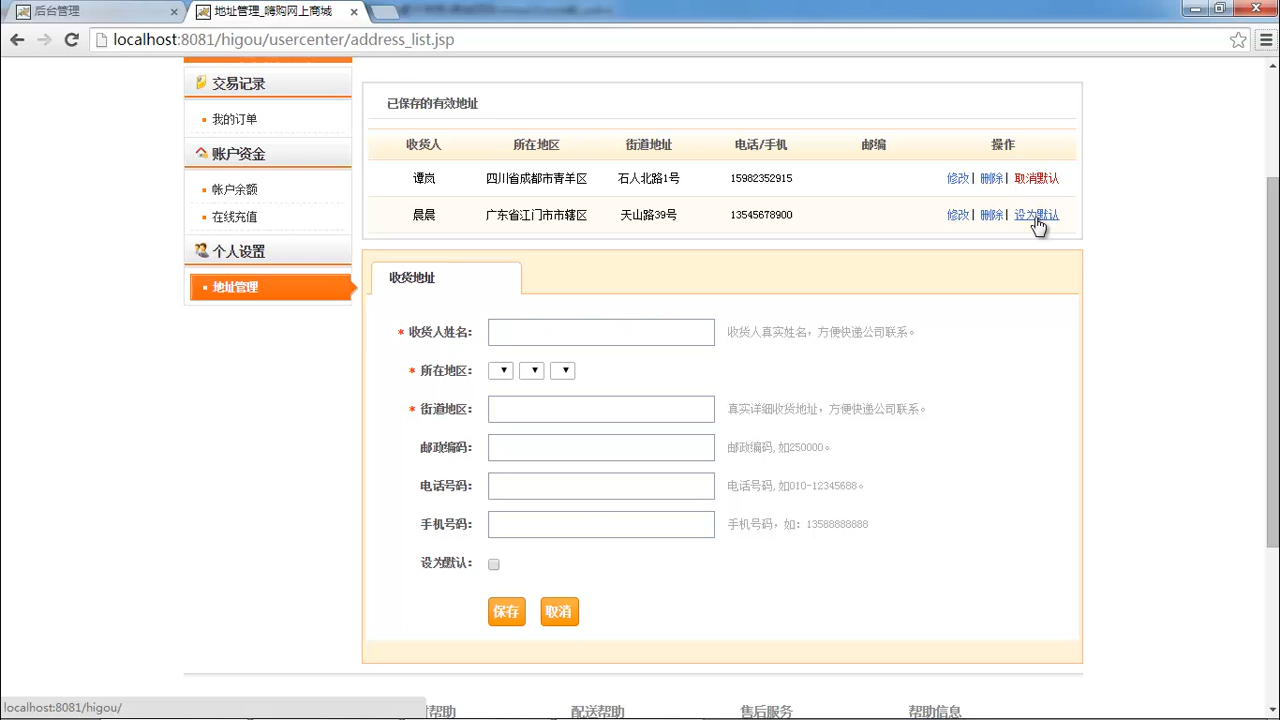 后台管理
地址管理_嗨购网上商城
localhost:8081/higou/usercenter/address_list.jsp
交易记录
我的订单
账户资金
帐户余额
在线充值
个人设置
地址管理
已保存的有效地址
收货人 所在地区 街道地址 电话/手机 邮编 操作
谭岚 四川省成都市青羊区 石人北路1号 15982352915 修改| 删除| 取消默认
晨晨 广东省江门市市辖区 天山路39号 13545678900 修改| 删除| 设为默认
收货地址
* 收货人姓名: 收货人真实姓名，方便快递公司联系。
* 所在地区:
* 街道地区: 真实详细收货地址，方便快递公司联系。
邮政编码: 邮政编码,如250000。
电话号码: 电话号码,如010-12345688。
手机号码: 手机号码，如: 13588888888
设为默认:
保存 取消
帮助 配送帮助 售后服务 帮助信息
localhost:8081/higou/